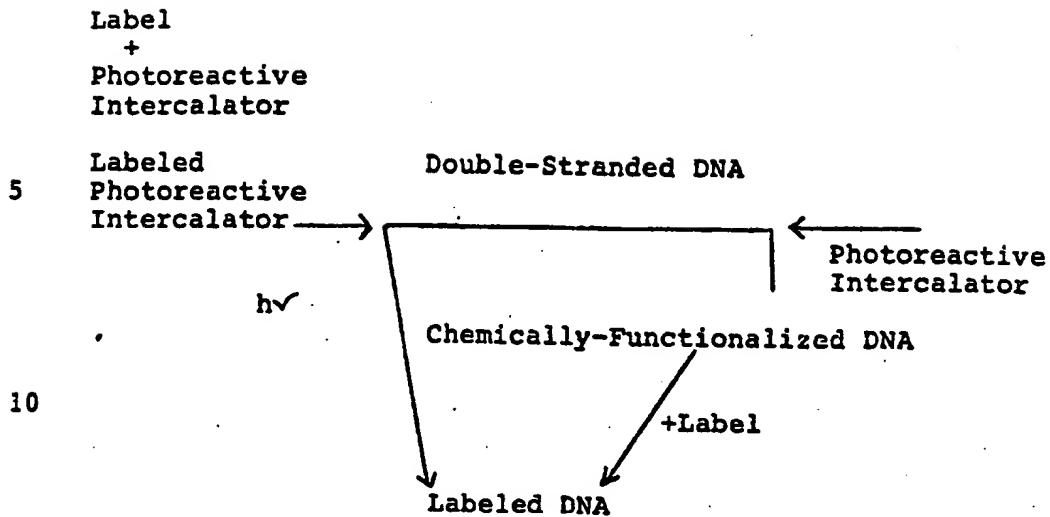 Label
+
Photoreactive
Intercalator
Labeled
Double-Stranded DNA
5
Photoreactive
Intercalator
Photoreactive
Intercalator
h✓
Chemically-Functionalized DNA
10
+Label
Labeled DNA